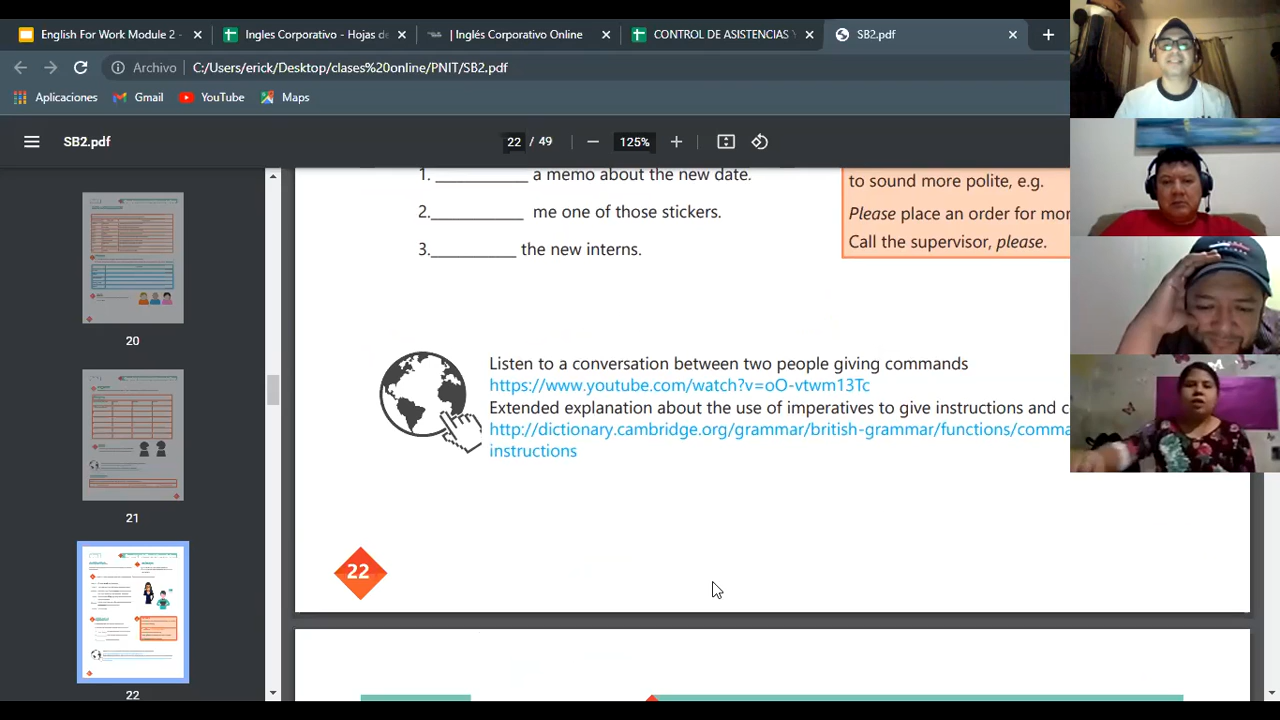 English For Work Module 2 -
Ingles Corporativo - Hojas de
| Inglés Corporativo Online
CONTROL DE ASISTENCIAS Y
SB2.pdf
Archivo
C:/Users/erick/Desktop/clases%20online/PNIT/SB2.pdf
Aplicaciones
Gmail
YouTube
Maps
SB2.pdf
22 / 49
125%
20
21
22
1. __________ a memo about the new date.
2.__________ me one of those stickers.
3.__________ the new interns.
to sound more polite, e.g.
Please place an order for mor
Call the supervisor, please.
Listen to a conversation between two people giving commands
https://www.youtube.com/watch?v=oO-vtwm13Tc
Extended explanation about the use of imperatives to give instructions and c
http://dictionary.cambridge.org/grammar/british-grammar/functions/comma
instructions
22